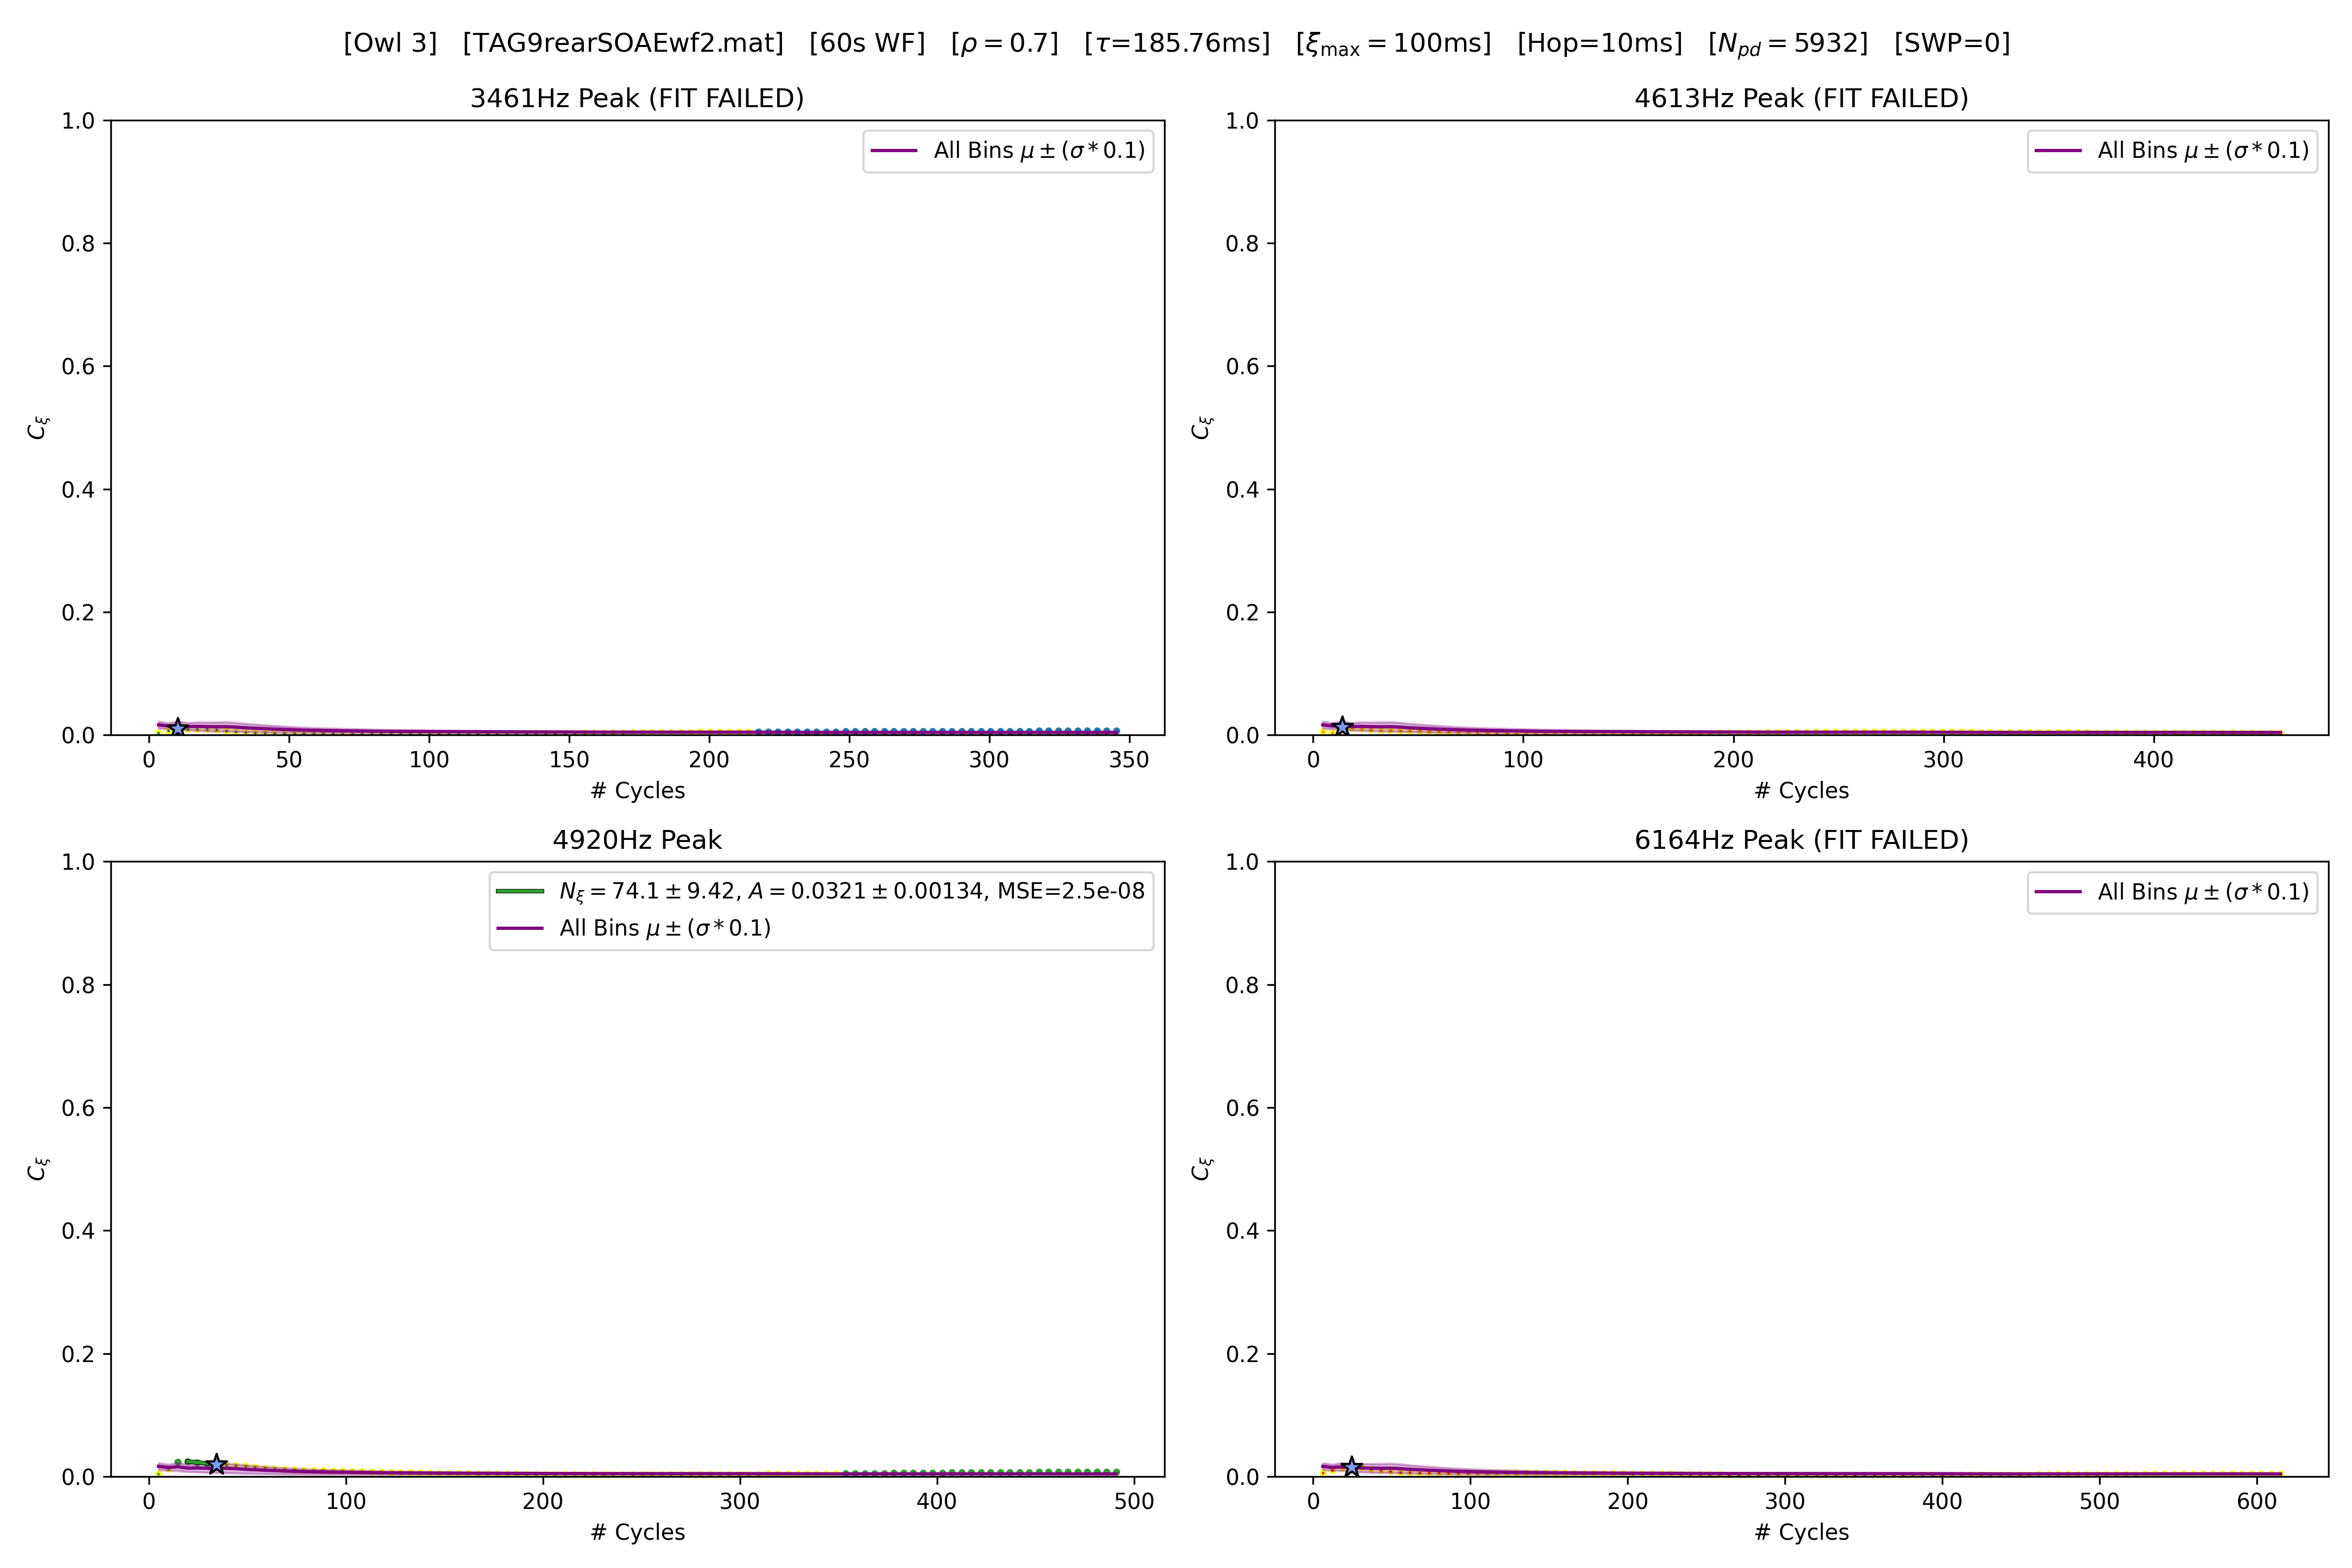 [Owl 3] [TAG9rearSOAEwf2.mat] [60s WF] [ρ = 0.7] [τ=185.76ms] [ξmax = 100ms] [Hop=10ms] [Npd = 5932] [SWP=0]
3461Hz Peak (FIT FAILED)
1.0
0.8
0.6
0.4
0.2
0.0
Cξ
All Bins μ ± (σ * 0.1)
0 50 100 150 200 250 300 350
# Cycles
4613Hz Peak (FIT FAILED)
1.0
0.8
0.6
0.4
0.2
0.0
Cξ
All Bins μ ± (σ * 0.1)
0 100 200 300 400
# Cycles
4920Hz Peak
1.0
0.8
0.6
0.4
0.2
0.0
Cξ
Nξ = 74.1 ± 9.42, A = 0.0321 ± 0.00134, MSE=2.5e-08
All Bins μ ± (σ * 0.1)
0 100 200 300 400 500
# Cycles
6164Hz Peak (FIT FAILED)
1.0
0.8
0.6
0.4
0.2
0.0
Cξ
All Bins μ ± (σ * 0.1)
0 100 200 300 400 500 600
# Cycles